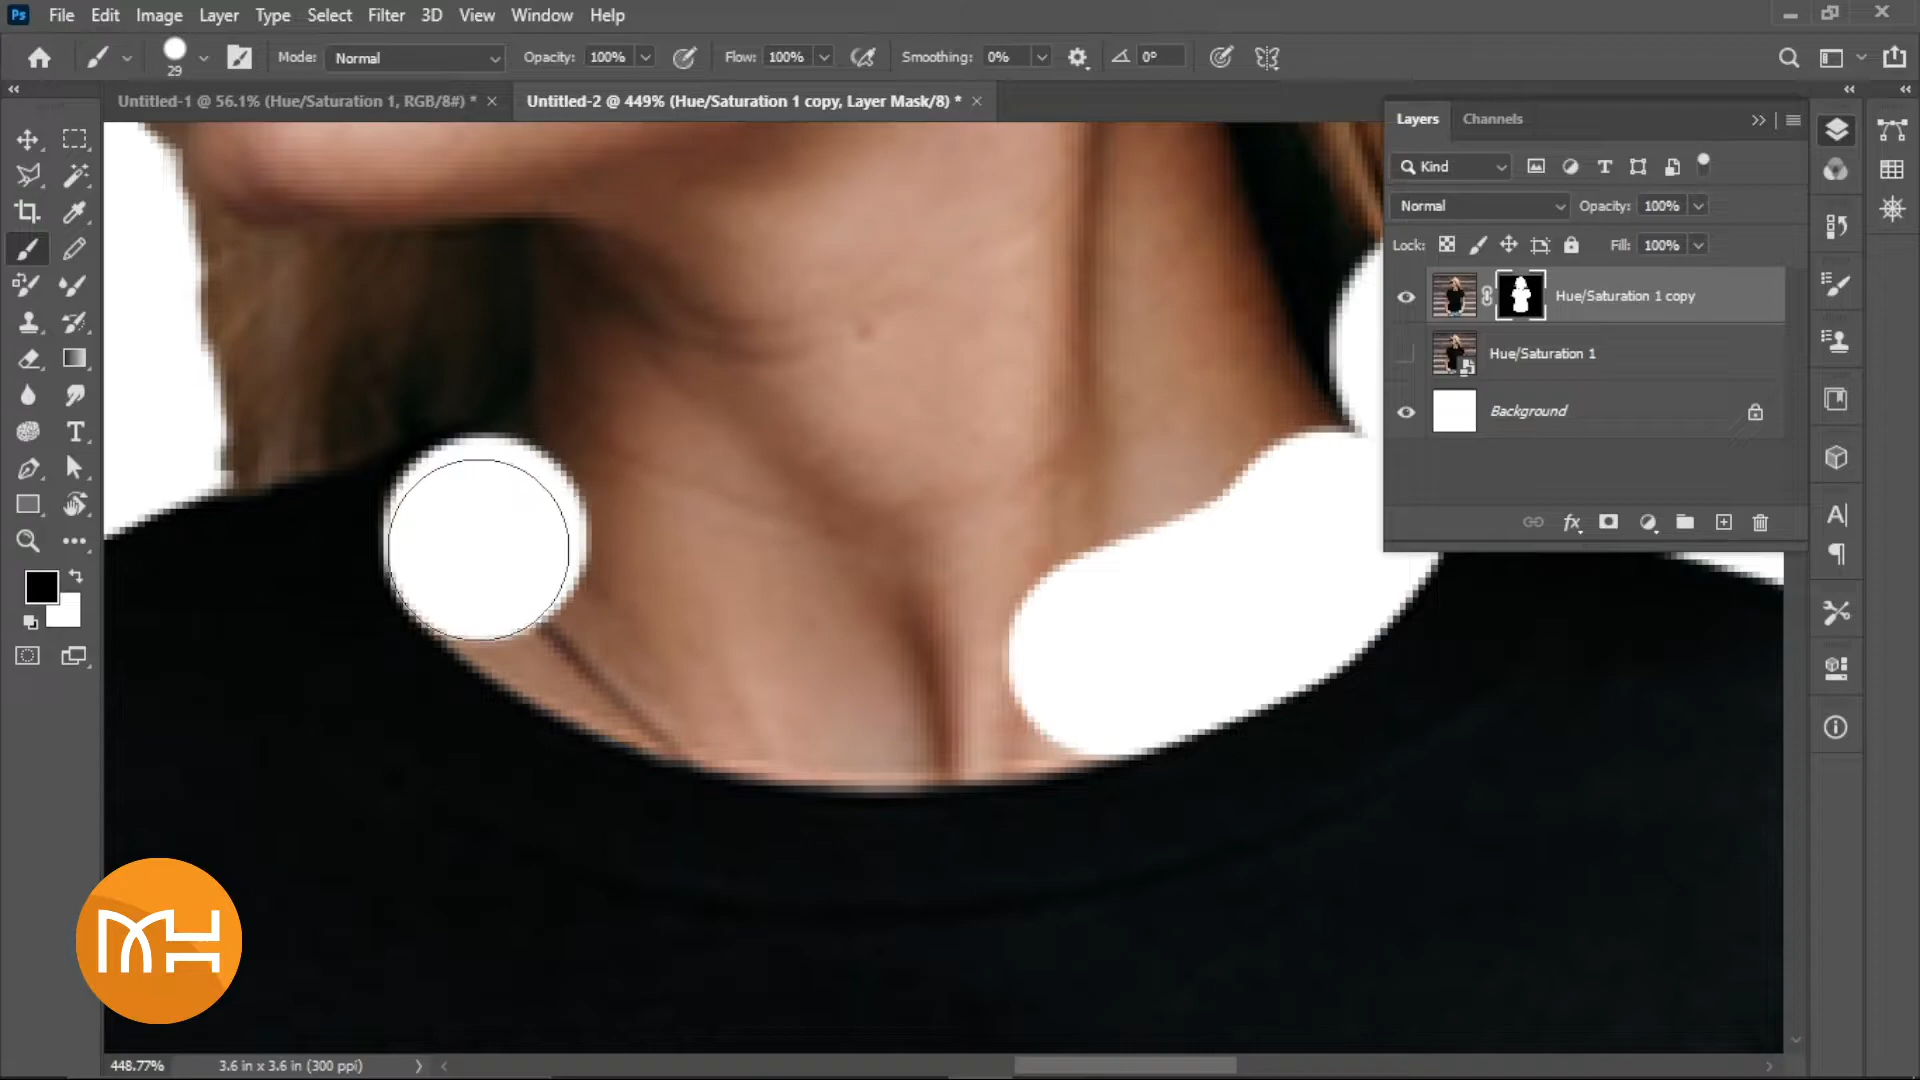 Ps File Edit Image Layer Type Select Filter 3D View Window Help
29 Mode: Normal Opacity: 100% Flow: 100% Smoothing: 0% 0°
Untitled-1 @ 56.1% (Hue/Saturation 1, RGB/8#) * Untitled-2 @ 449% (Hue/Saturation 1 copy, Layer Mask/8) *
Layers Channels
Kind
Normal Opacity: 100%
Lock: Fill: 100%
Hue/Saturation 1 copy
Hue/Saturation 1
Background
MH
448.77% 3.6 in x 3.6 in (300 ppi)